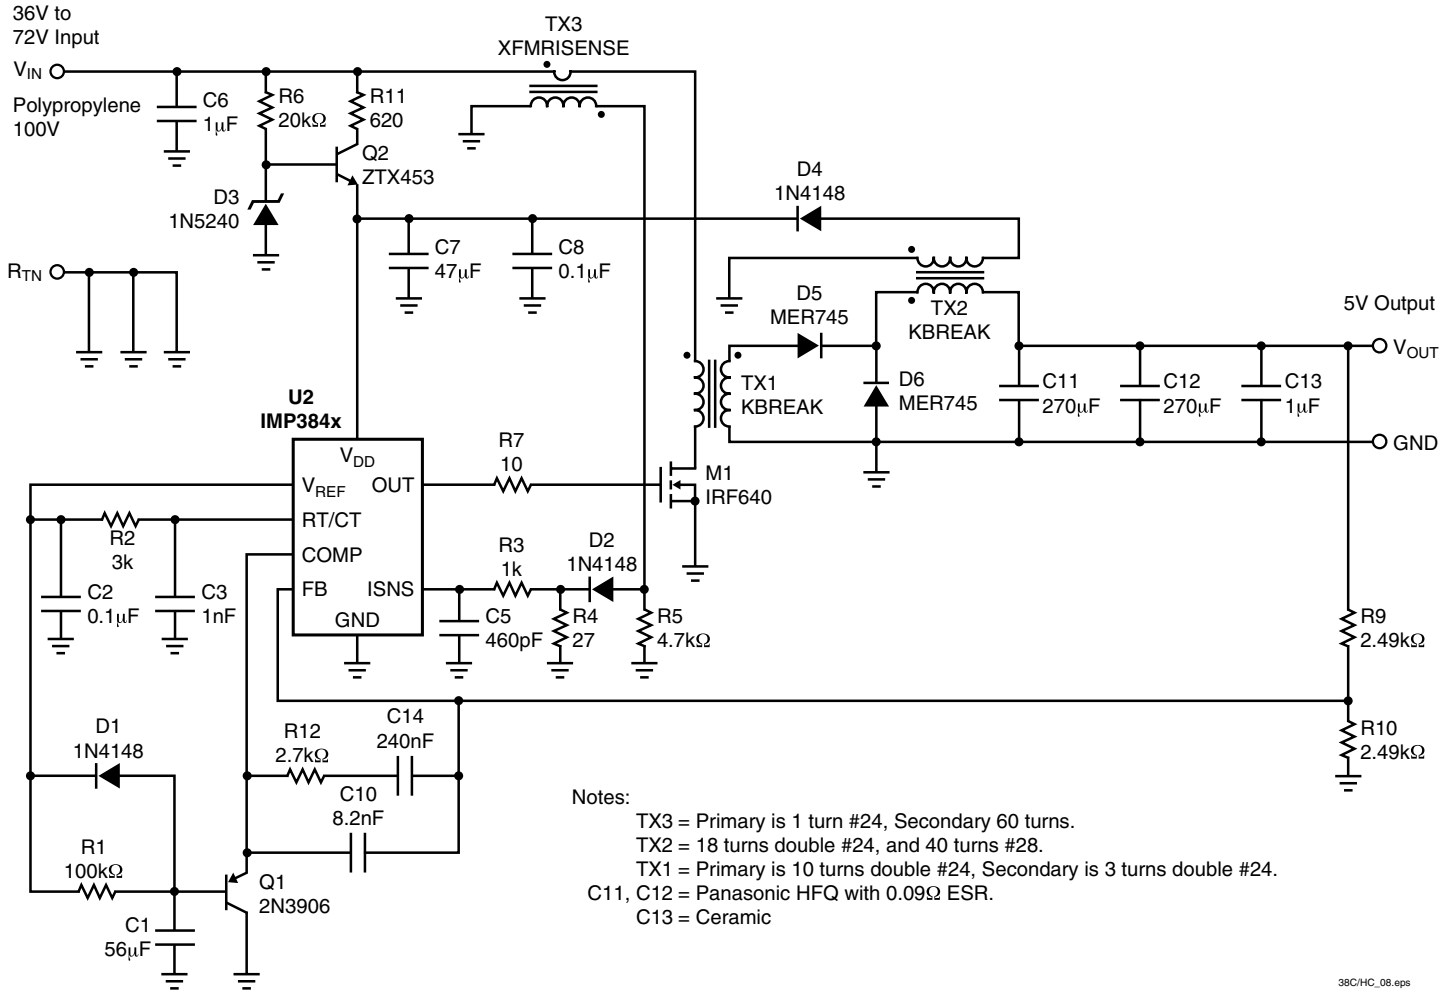 36V to
72V Input
VIN
Polypropylene
100V
C6
1μF
R6
20kΩ
R11
620
Q2
ZTX453
D3
1N5240
TX3
XFMRISENSE
D4
1N4148
C7
47μF
C8
0.1μF
RTN
D5
MER745
TX2
KBREAK
5V Output
VOUT
TX1
KBREAK
D6
MER745
C11
270μF
C12
270μF
C13
1μF
GND
U2
IMP384x
VDD
VREF
OUT
RT/CT
COMP
FB
ISNS
GND
R7
10
M1
IRF640
R2
3k
C2
0.1μF
C3
1nF
R3
1k
D2
1N4148
C5
460pF
R4
27
R5
4.7kΩ
R9
2.49kΩ
R10
2.49kΩ
D1
1N4148
R12
2.7kΩ
C14
240nF
C10
8.2nF
R1
100kΩ
Q1
2N3906
C1
56μF
Notes:
TX3 = Primary is 1 turn #24, Secondary 60 turns.
TX2 = 18 turns double #24, and 40 turns #28.
TX1 = Primary is 10 turns double #24, Secondary is 3 turns double #24.
C11, C12 = Panasonic HFQ with 0.09Ω ESR.
C13 = Ceramic
38C/HC_08.eps